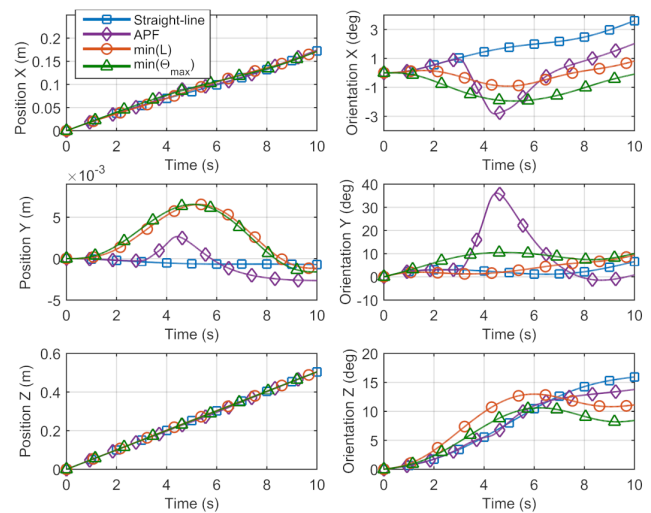 Straight-line
APF
min(L)
min(Θmax)
Position X (m)
0.2
0.15
0.1
0.05
0
0 2 4 6 8 10
Time (s)
Orientation X (deg)
3
1
-1
-3
0 2 4 6 8 10
Time (s)
×10-3
Position Y (m)
5
0
-5
0 2 4 6 8 10
Time (s)
Orientation Y (deg)
40
30
20
10
0
-10
0 2 4 6 8 10
Time (s)
Position Z (m)
0.6
0.4
0.2
0
0 2 4 6 8 10
Time (s)
Orientation Z (deg)
20
15
10
5
0
0 2 4 6 8 10
Time (s)